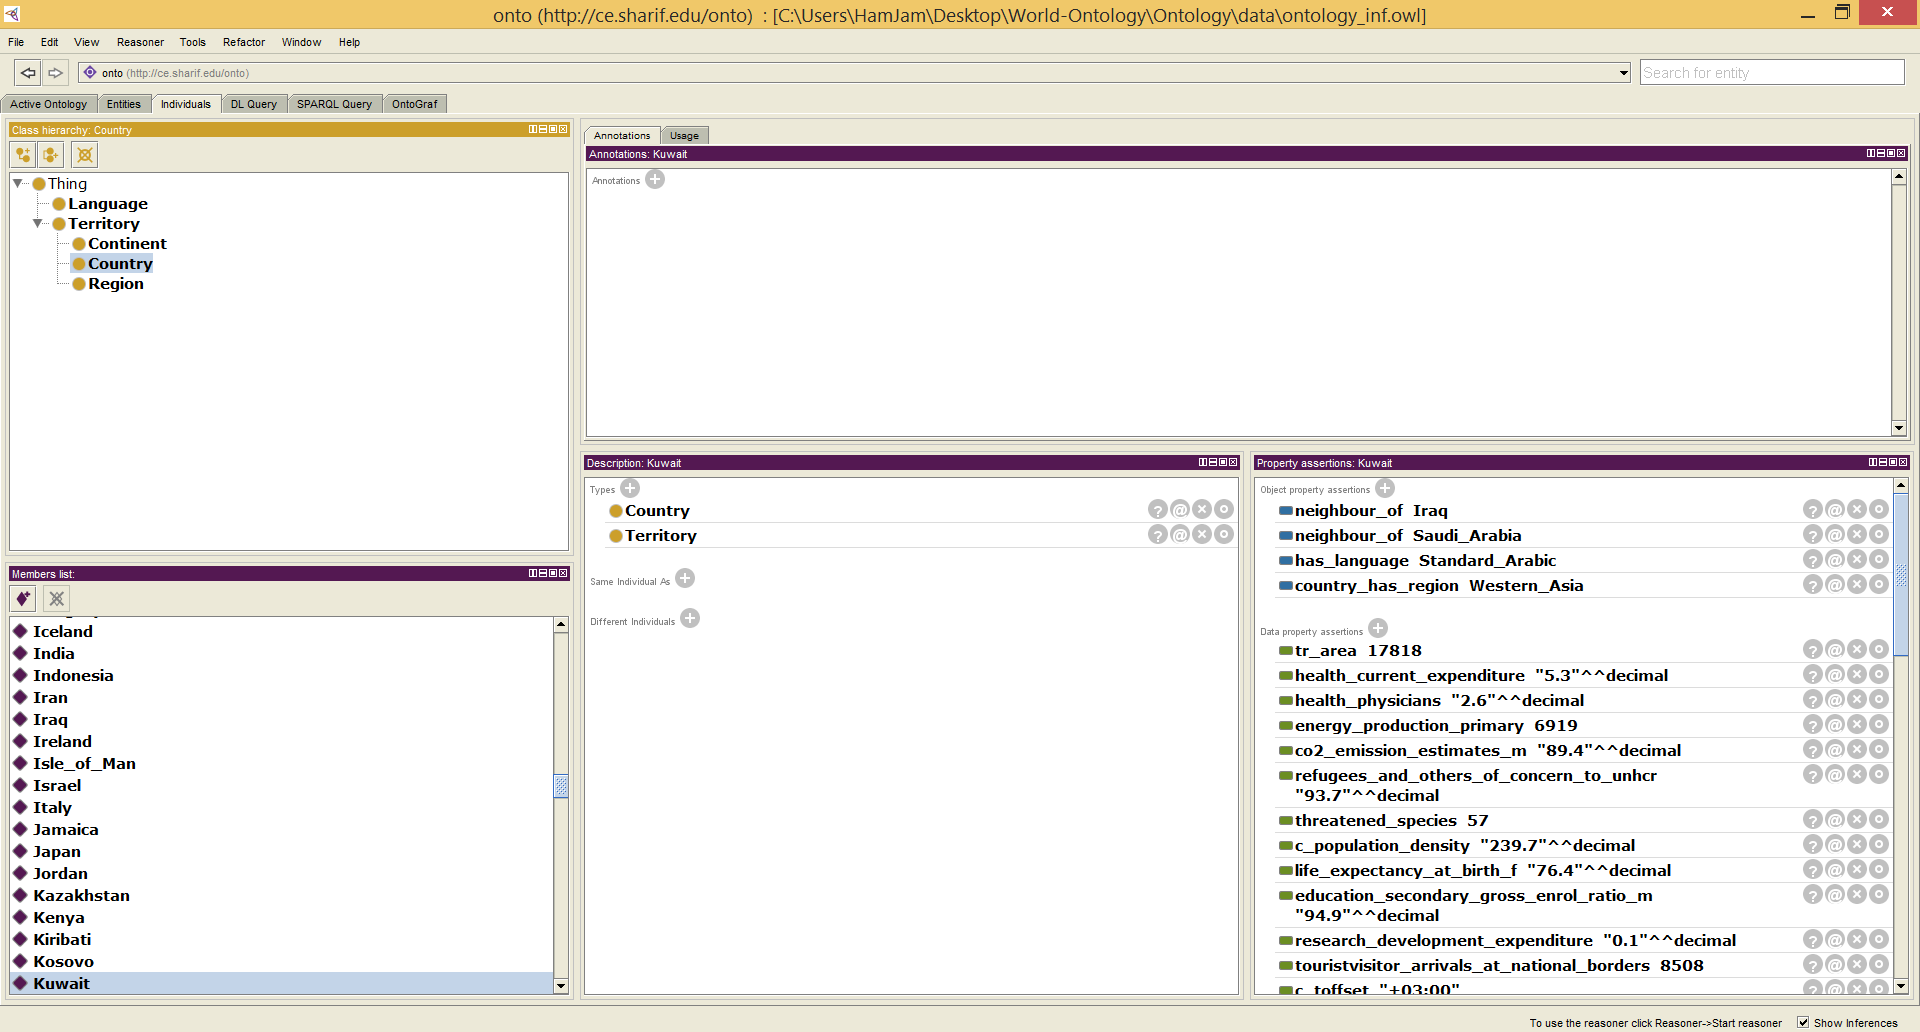 onto (http://ce.sharif.edu/onto)  : [C:\Users\HamJam\Desktop\World-Ontology\Ontology\data\ontology_inf.owl]
File Edit View Reasoner Tools Refactor Window Help
onto (http://ce.sharif.edu/onto)
Search for entity
Active Ontology Entities Individuals DL Query SPARQL Query OntoGraf
Class hierarchy: Country
Thing
Language
Territory
Continent
Country
Region
Members list:
Iceland
India
Indonesia
Iran
Iraq
Ireland
Isle_of_Man
Israel
Italy
Jamaica
Japan
Jordan
Kazakhstan
Kenya
Kiribati
Kosovo
Kuwait
Annotations Usage
Annotations: Kuwait
Annotations
Description: Kuwait
Types
Country
Territory
Same Individual As
Different Individuals
Property assertions: Kuwait
Object property assertions
neighbour_of Iraq
neighbour_of Saudi_Arabia
has_language Standard_Arabic
country_has_region Western_Asia
Data property assertions
tr_area 17818
health_current_expenditure "5.3"^^decimal
health_physicians "2.6"^^decimal
energy_production_primary 6919
co2_emission_estimates_m "89.4"^^decimal
refugees_and_others_of_concern_to_unhcr
"93.7"^^decimal
threatened_species 57
c_population_density "239.7"^^decimal
life_expectancy_at_birth_f "76.4"^^decimal
education_secondary_gross_enrol_ratio_m
"94.9"^^decimal
research_development_expenditure "0.1"^^decimal
touristvisitor_arrivals_at_national_borders 8508
c_toffset "+03:00"
To use the reasoner click Reasoner->Start reasoner Show Inferences